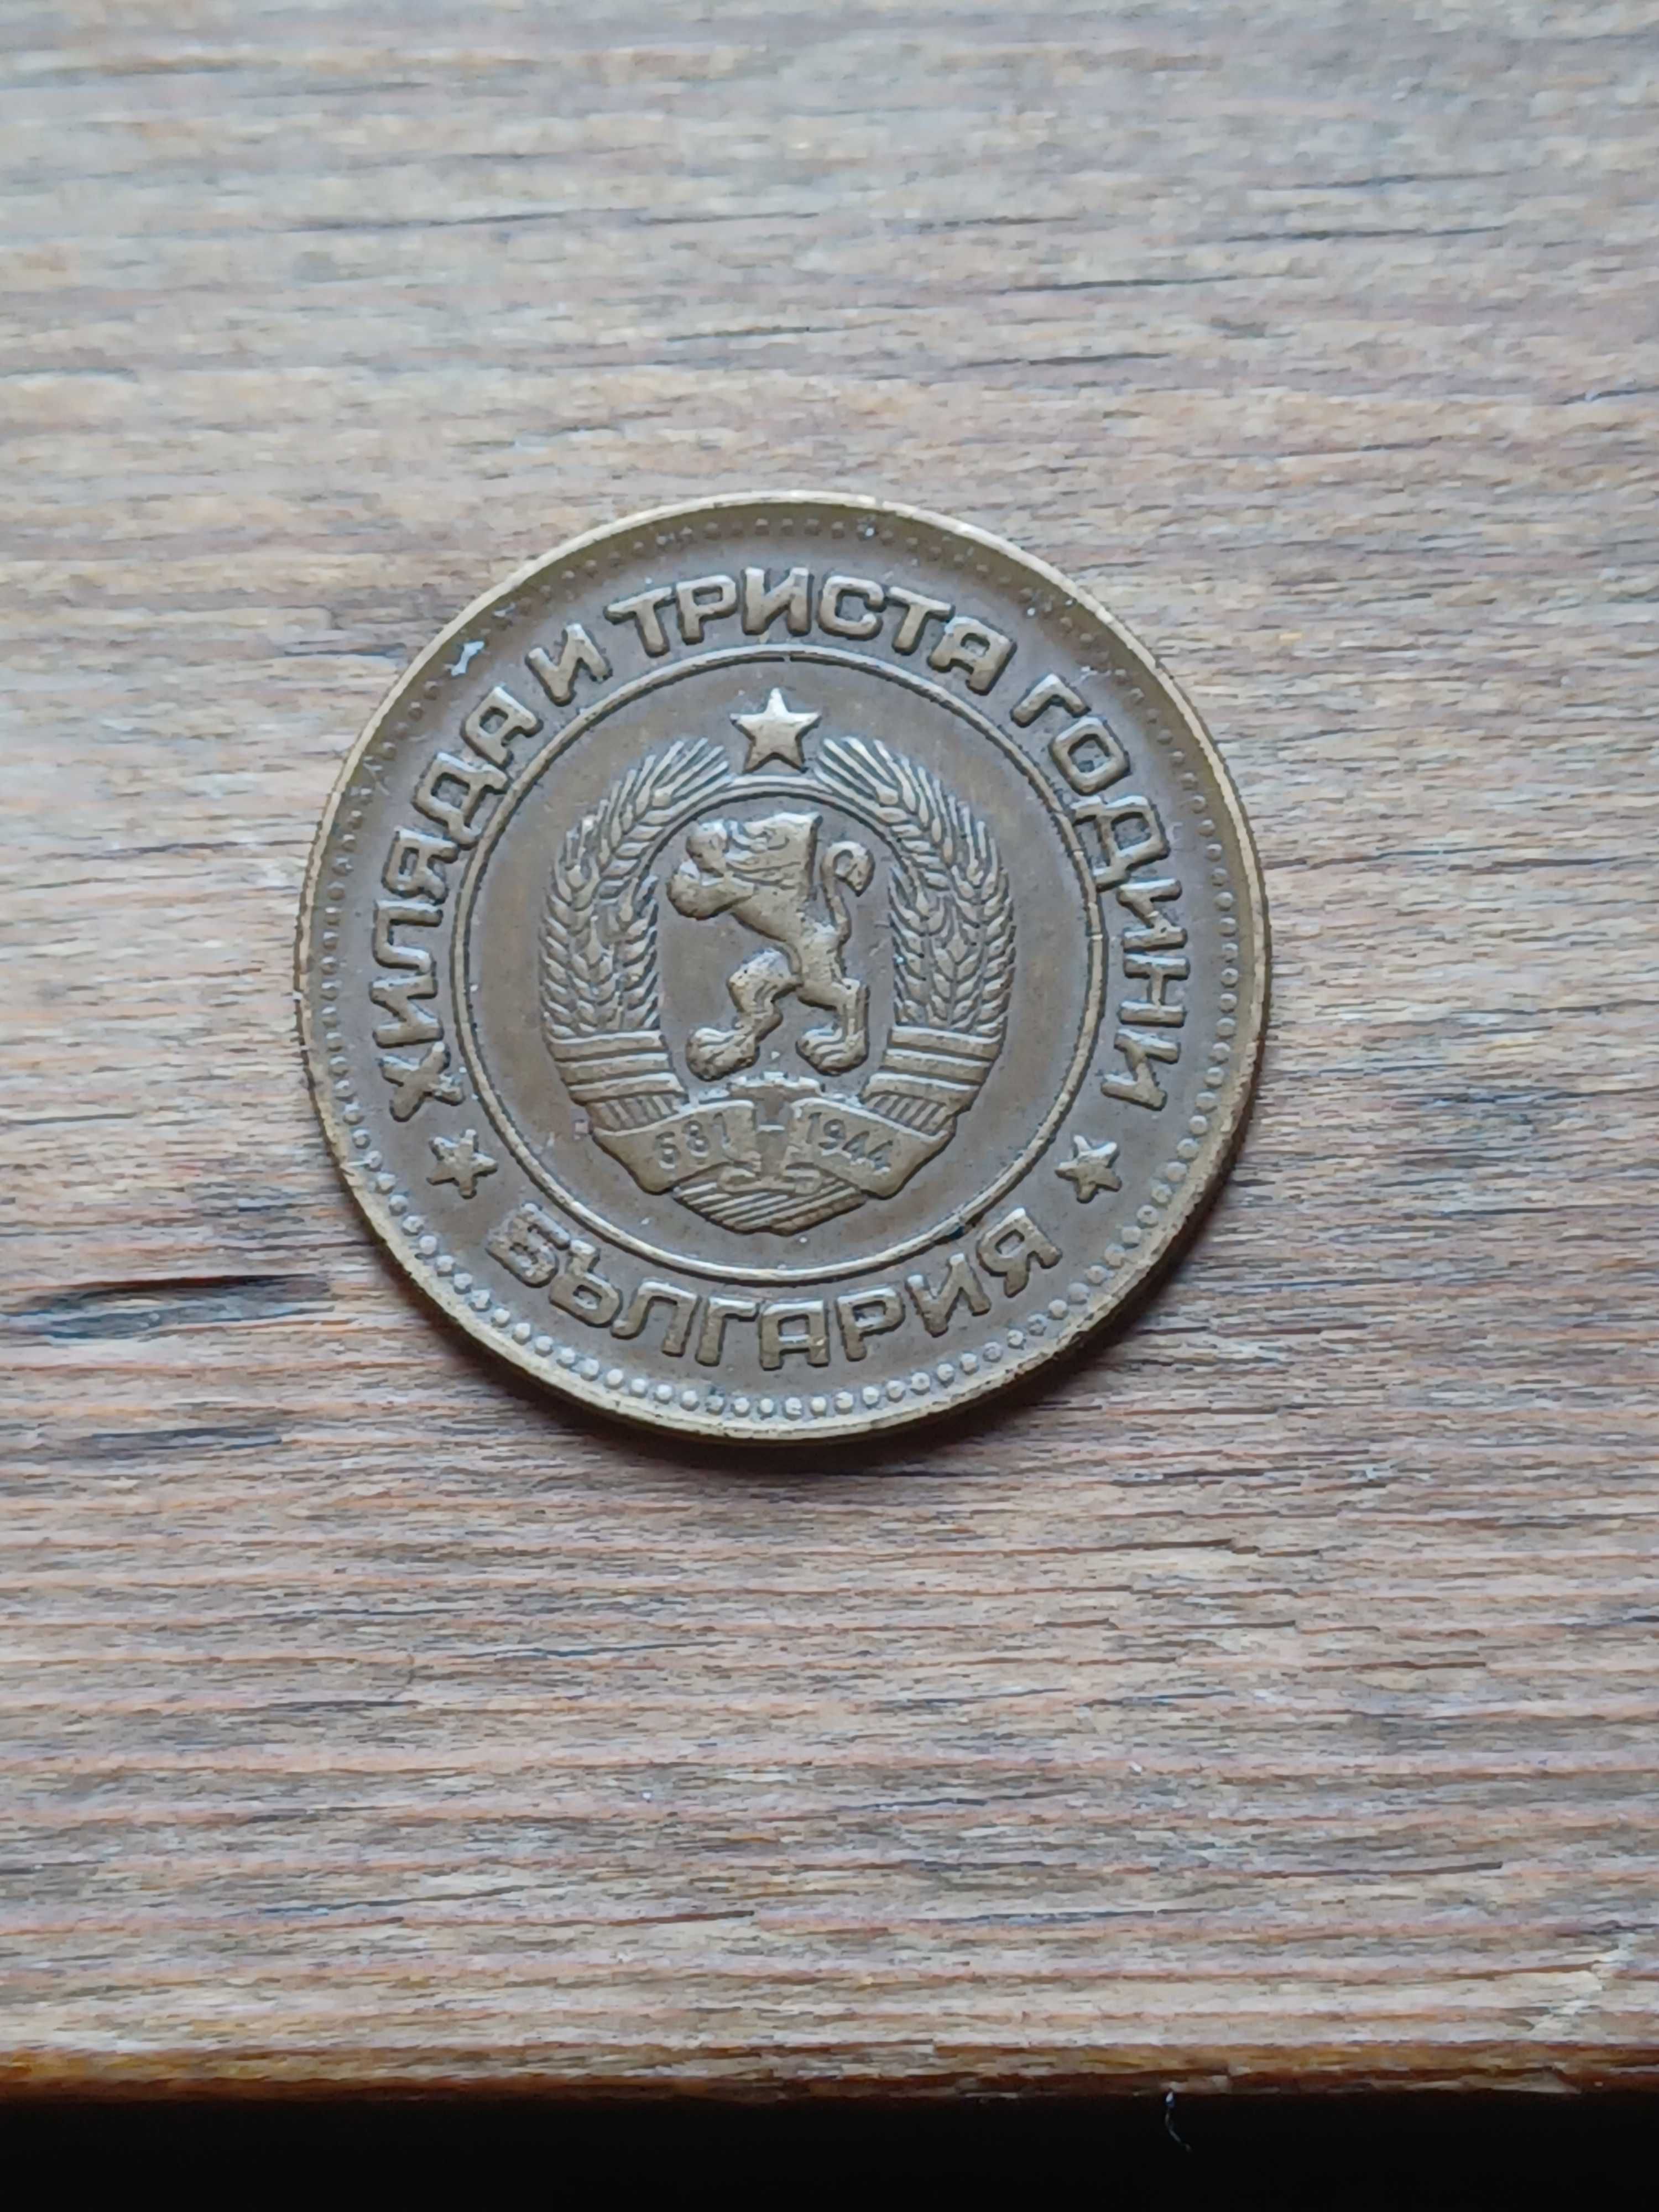 ХИЛЯДА И ТРИСТА ГОДИНИ
681 1944
БЪЛГАРИЯ